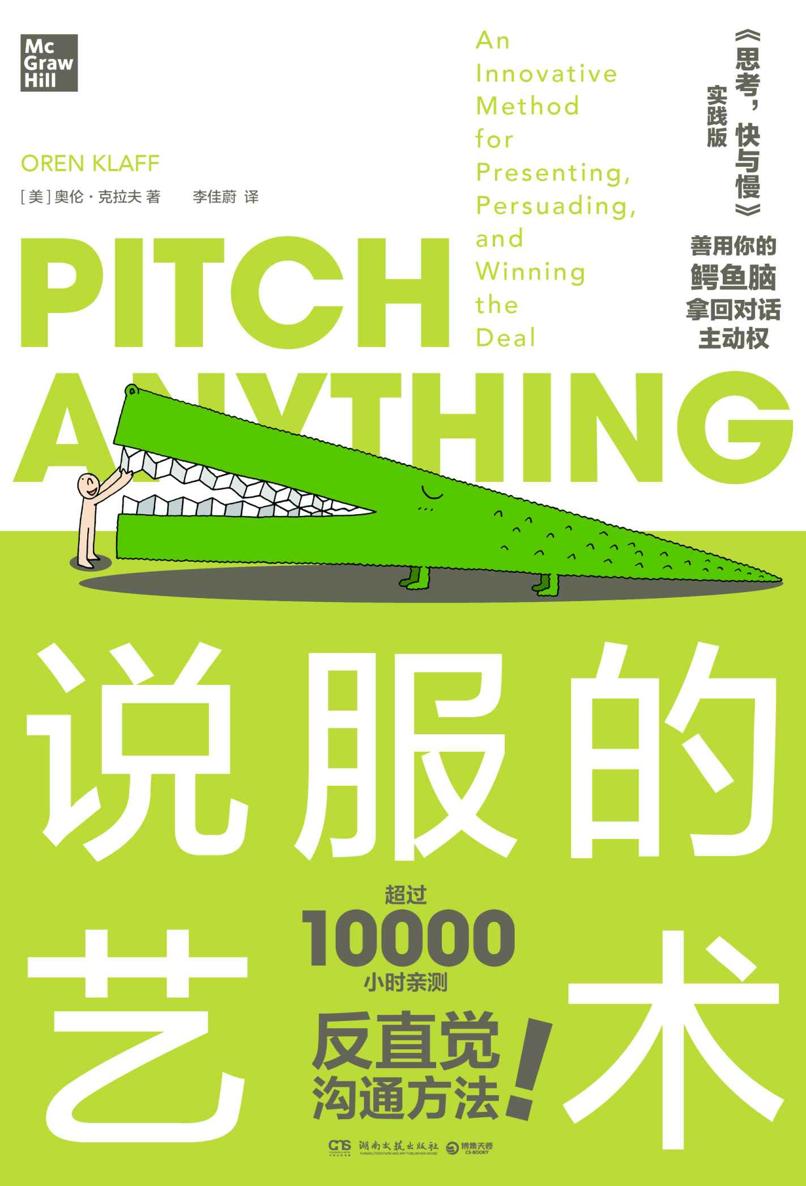 Mc
Graw
Hill
OREN KLAFF
[美]奥伦·克拉夫 著 李佳蔚 译
An
Innovative
Method
for
Presenting,
Persuading,
and
Winning
the
Deal
《思考，快与慢》
实践版
善用你的
鳄鱼脑
拿回对话
主动权
PITCH
ANYTHING
说服的
艺术
超过
10000
小时亲测
反直觉
沟通方法!
湖南文艺出版社
博集天卷
CS-BOOKY